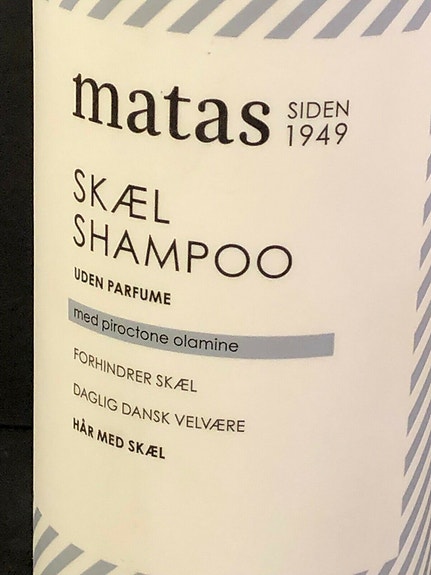 matas SIDEN 1949
SKÆL
SHAMPOO
UDEN PARFUME
med piroctone olamine
FORHINDRER SKÆL
DAGLIG DANSK VELVÆRE
HÅR MED SKÆL